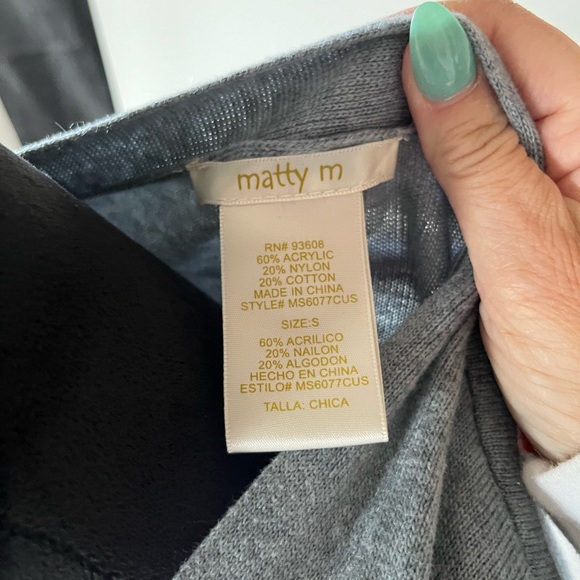 matty m
RN# 93608
60% ACRYLIC
20% NYLON
20% COTTON
MADE IN CHINA
STYLE# MS6077CUS
SIZE:S
60% ACRILICO
20% NAILON
20% ALGODON
HECHO EN CHINA
ESTILO# MS6077CUS
TALLA: CHICA